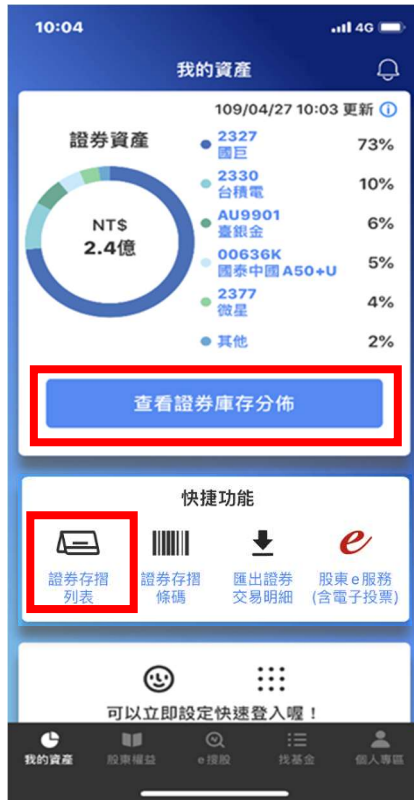 10:04
4G
我的資產
109/04/27 10:03 更新
證券資產
NT$
2.4億
2327
國巨
73%
2330
台積電
10%
AU9901
臺銀金
6%
00636K
國泰中國A50+U
5%
2377
微星
4%
其他
2%
查看證券庫存分佈
快捷功能
證券存摺
列表
證券存摺
條碼
匯出證券
交易明細
e
股東e服務
(含電子投票)
可以立即設定快速登入喔！
我的資產
股東權益
e搜股
找基金
個人專區